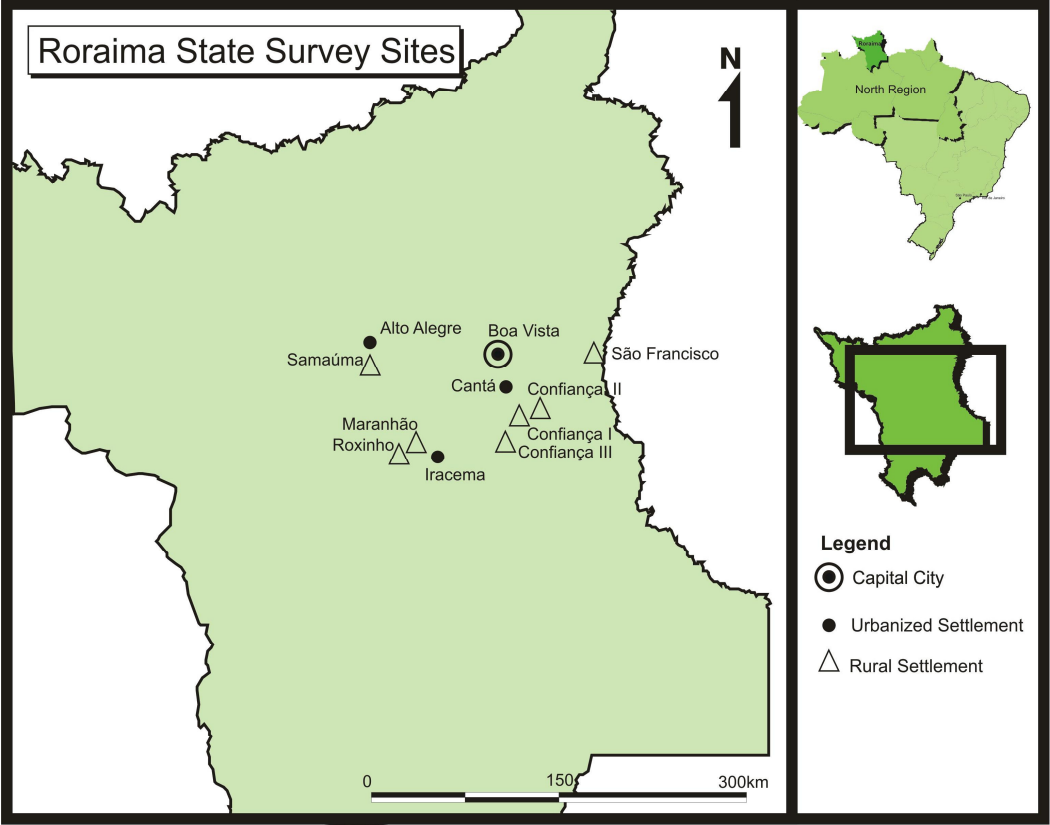 Roraima State Survey Sites
N
Alto Alegre
Boa Vista
Samaúma
São Francisco
Cantá
Confiança II
Maranhão
Confiança I
Roxinho
Confiança III
Iracema
0 150 300km
Roraima
North Region
Legend
Capital City
Urbanized Settlement
Rural Settlement